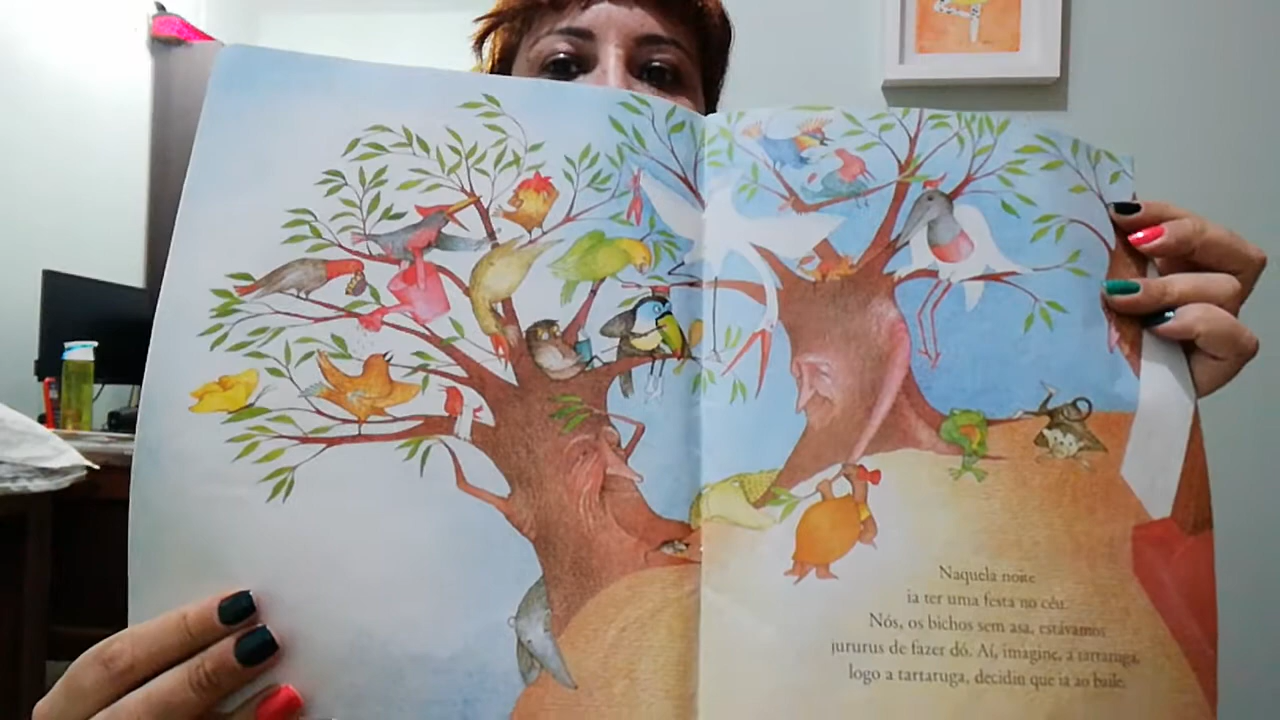 Naquela noite
ia ter uma festa no céu.
Nós, os bichos sem asa, estávamos
jururus de fazer dó. Aí, imagine, a tartaruga,
logo a tartaruga, decidiu que ia ao baile.